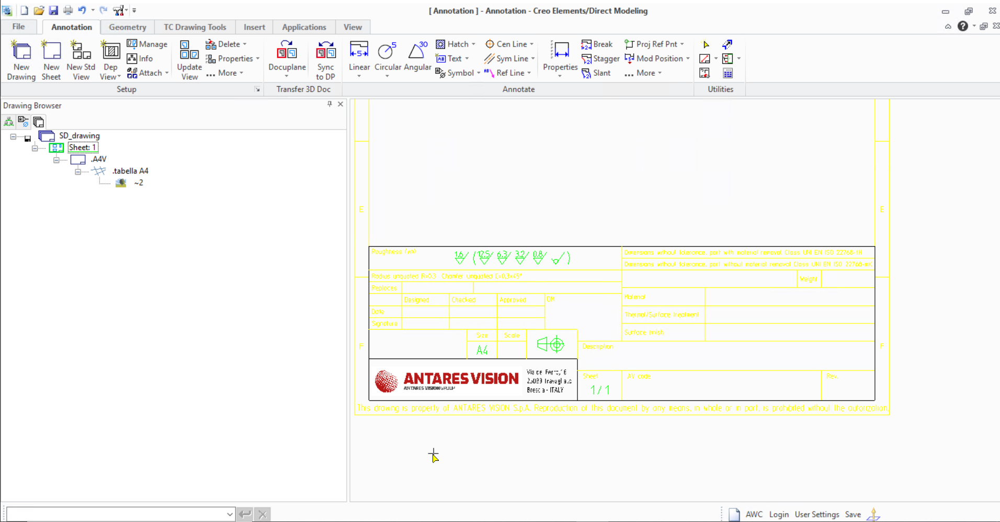 [ Annotation ] - Annotation - Creo Elements/Direct Modeling
File Annotation Geometry TC Drawing Tools Insert Applications View
New Drawing
New Sheet
New Std View
Dep View
Manage
Info
Attach
Update View
Delete
Properties
... More
Docuplane
Sync to DP
5
Linear
5
Circular
30
Angular
Hatch
Text
Symbol
Cen Line
Sym Line
Ref Line
Properties
Break
Stagger
Slant
Proj Ref Pnt
Mod Position
... More
Setup
Transfer 3D Doc
Annotate
Utilities
Drawing Browser
SD_drawing
Sheet: 1
.A4V
.tabella A4
~2
E E
Roughness
1.6 ( 12.5 6.3 3.2 0.8 )
Dimensions without tolerance, part with material removal Class UNI EN ISO 22768-fH
Dimensions without tolerance, part without material removal Class UNI EN ISO 22768-mK
Radius unquoted R=0.3 Chamfer unquoted C=0,3x45°
Weight
Replaces
Designed Checked Approved DM
Material
Date
Thermal/Surface treatment
Signature
Surface finish
Size Scale
A4
F F
Description
ANTARES VISION
ANTARES VISION GROUP
Via del Ferro,16
25039 Travagliato
Brescia - ITALY
Sheet
1/1
AV code
Rev.
This drawing is property of ANTARES VISION S.p.A. Reproduction of this document by any means, in whole or in part, is prohibited without the autorization.
AWC Login User Settings Save